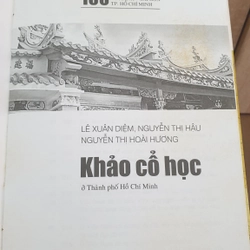 100
TP. HỒ CHÍ MINH
LÊ XUÂN DIỆM, NGUYỄN THỊ HẬU
NGUYỄN THỊ HOÀI HƯƠNG
Khảo cổ học
ở Thành phố Hồ Chí Minh